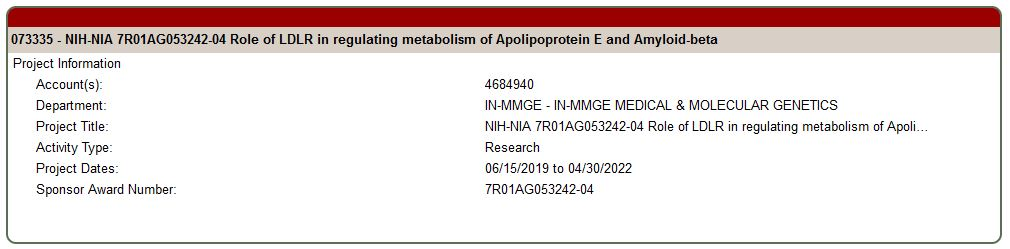 073335 - NIH-NIA 7R01AG053242-04 Role of LDLR in regulating metabolism of Apolipoprotein E and Amyloid-beta
Project Information
Account(s): 4684940
Department: IN-MMGE - IN-MMGE MEDICAL & MOLECULAR GENETICS
Project Title: NIH-NIA 7R01AG053242-04 Role of LDLR in regulating metabolism of Apoli...
Activity Type: Research
Project Dates: 06/15/2019 to 04/30/2022
Sponsor Award Number: 7R01AG053242-04